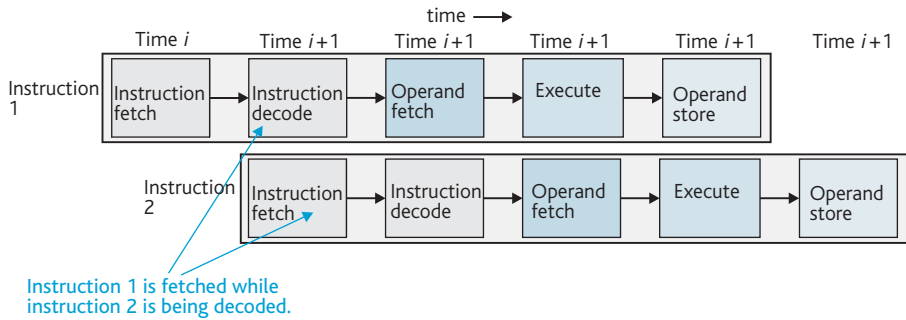 time
Time i
Time i+1
Time i+1
Time i+1
Time i+1
Time i+1
Instruction
1
Instruction
fetch
Instruction
decode
Operand
fetch
Execute
Operand
store
Instruction
2
Instruction
fetch
Instruction
decode
Operand
fetch
Execute
Operand
store
Instruction 1 is fetched while
instruction 2 is being decoded.